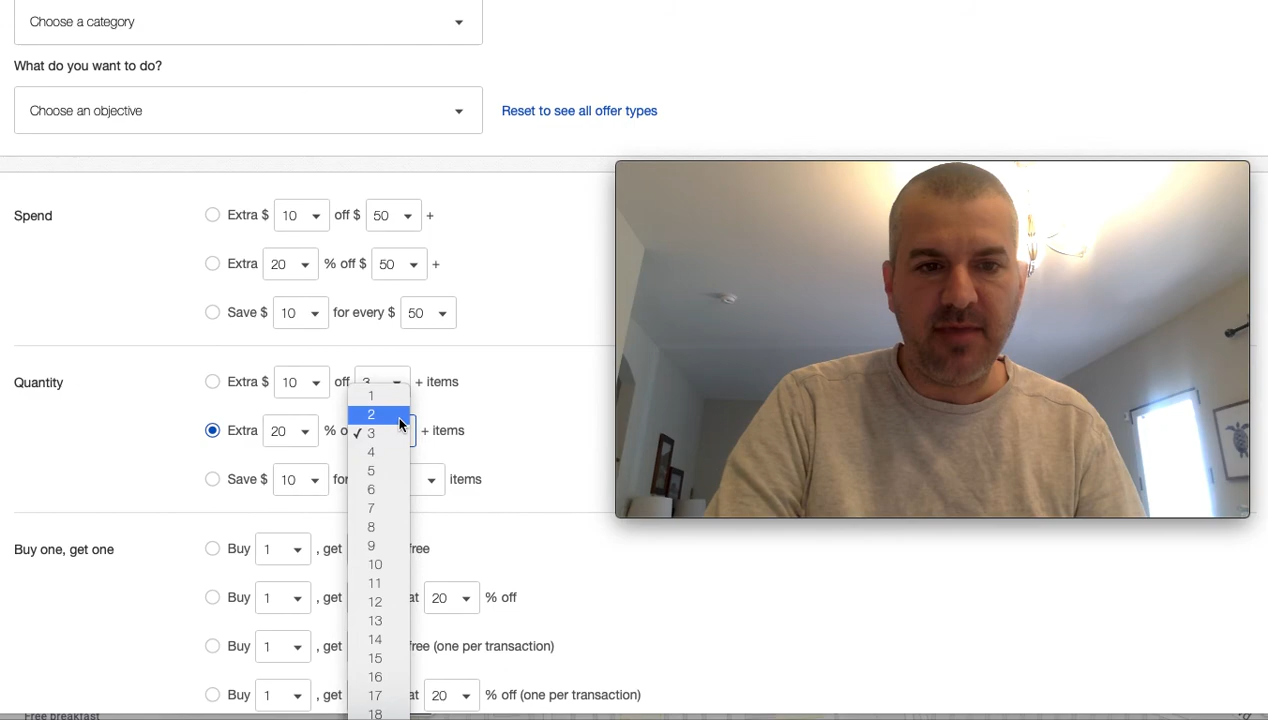 Choose a category
What do you want to do?
Choose an objective
Reset to see all offer types
Spend
Extra $ 10 off $ 50 +
Extra 20 % off $ 50 +
Save $ 10 for every $ 50
Quantity
Extra $ 10 off 3 + items
Extra 20 % + items
Save $ 10 for items
Buy one, get one
Buy 1 , get free
Buy 1 , get at 20 % off
Buy 1 , get free (one per transaction)
Buy 1 , get at 20 % off (one per transaction)
1
2
✓ 3
4
5
6
7
8
9
10
11
12
13
14
15
16
17
18
Free breakfast